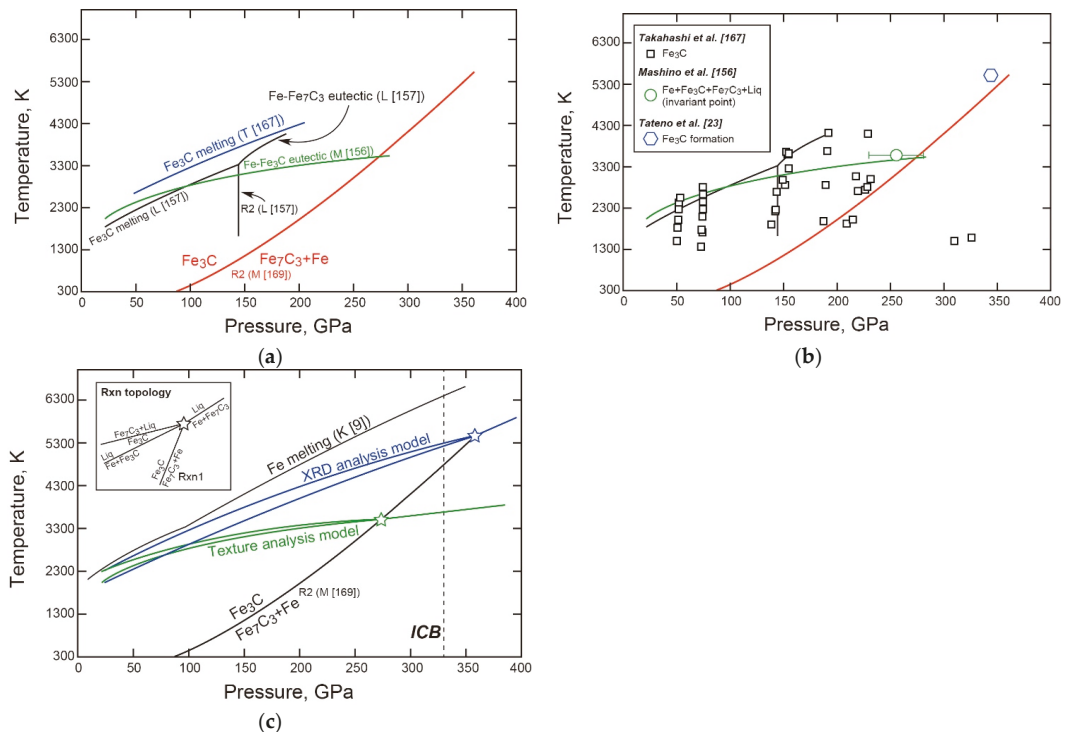 Temperature, K
6300
5300
4300
3300
2300
1300
300
0
50
100
150
200
250
300
350
400
Pressure, GPa
Fe-Fe7C3 eutectic (L [157])
Fe3C melting (T [167])
Fe-Fe3C eutectic (M [156])
Fe3C melting (L [157])
R2 (L [157])
Fe3C
Fe7C3+Fe
R2 (M [169])
(a)
Temperature, K
6300
5300
4300
3300
2300
1300
300
0
50
100
150
200
250
300
350
400
Pressure, GPa
Takahashi et al. [167]
Fe3C
Mashino et al. [156]
Fe+Fe3C+Fe7C3+Liq
(invariant point)
Tateno et al. [23]
Fe3C formation
(b)
Temperature, K
6300
5300
4300
3300
2300
1300
300
0
50
100
150
200
250
300
350
400
Pressure, GPa
Rxn topology
Liq
Fe+Fe7C3
Fe7C3+Liq
Fe3C
Liq
Fe+Fe3C
Fe3C
Fe7C3+Fe
Rxn1
Fe melting (K [9])
XRD analysis model
Texture analysis model
Fe3C
Fe7C3+Fe
R2 (M [169])
ICB
(c)